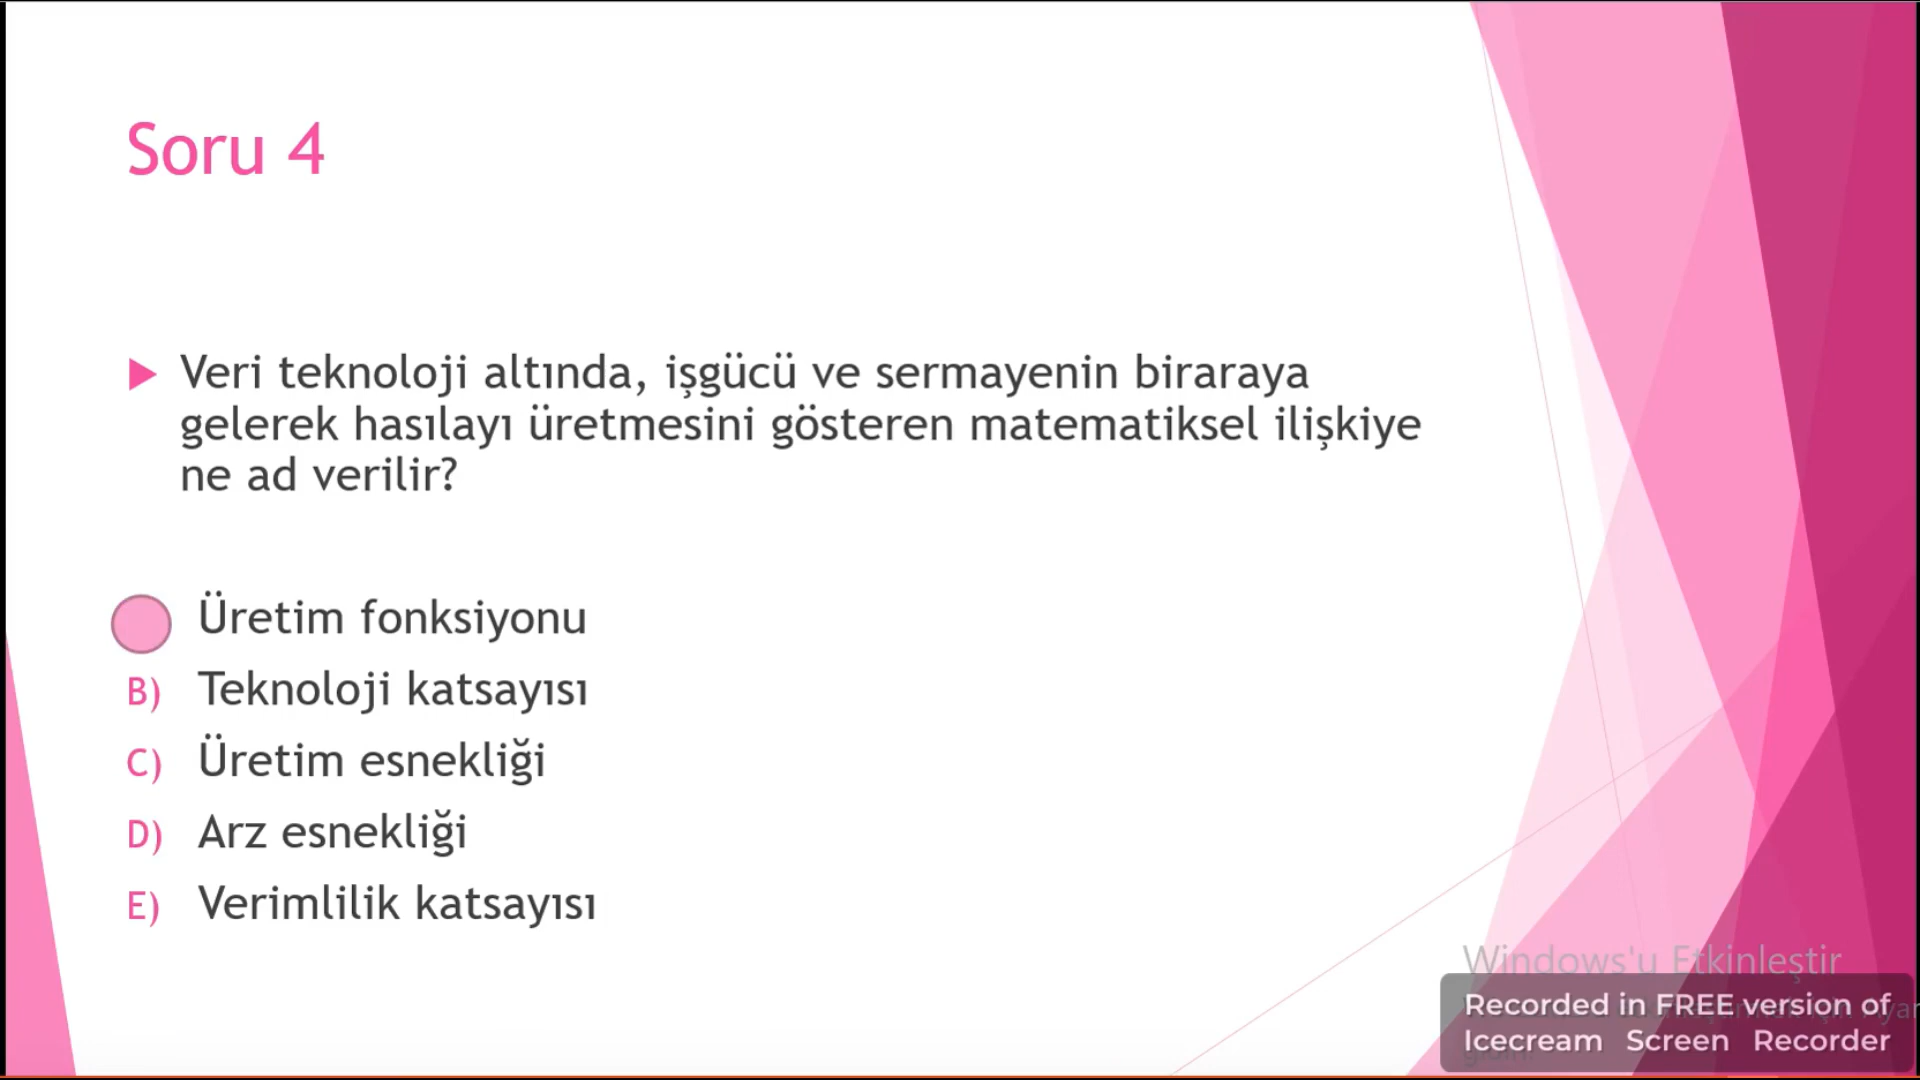 Soru 4
Veri teknoloji altında, işgücü ve sermayenin biraraya
gelerek hasılayı üretmesini gösteren matematiksel ilişkiye
ne ad verilir?
Üretim fonksiyonu
B) Teknoloji katsayısı
C) Üretim esnekliği
D) Arz esnekliği
E) Verimlilik katsayısı
Windows'u Etkinleştir
Recorded in FREE version of
Icecream Screen Recorder